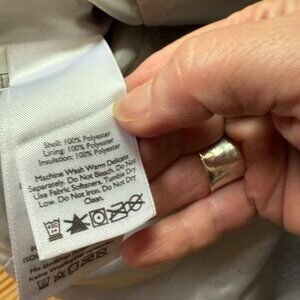 Shell: 100% Polyester
Lining: 100% Polyester
Insulation: 100% Polyester
Machine Wash Warm Delicate
Separately. Do Not Bleach. Do Not
Use Fabric Softeners. Tumble Dry
Low. Do Not Iron. Do Not Dry
Clean.